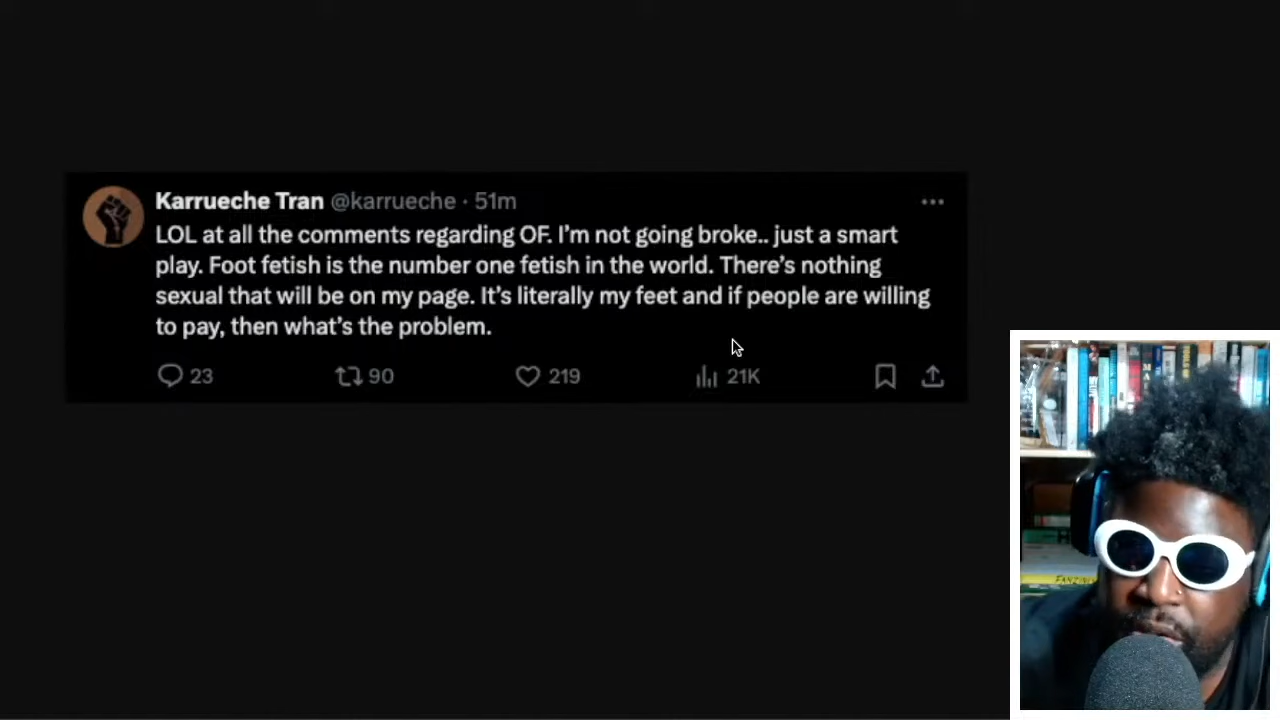 Karrueche Tran @karrueche · 51m
LOL at all the comments regarding OF. I'm not going broke.. just a smart
play. Foot fetish is the number one fetish in the world. There's nothing
sexual that will be on my page. It's literally my feet and if people are willing
to pay, then what's the problem.
23 90 219 21K